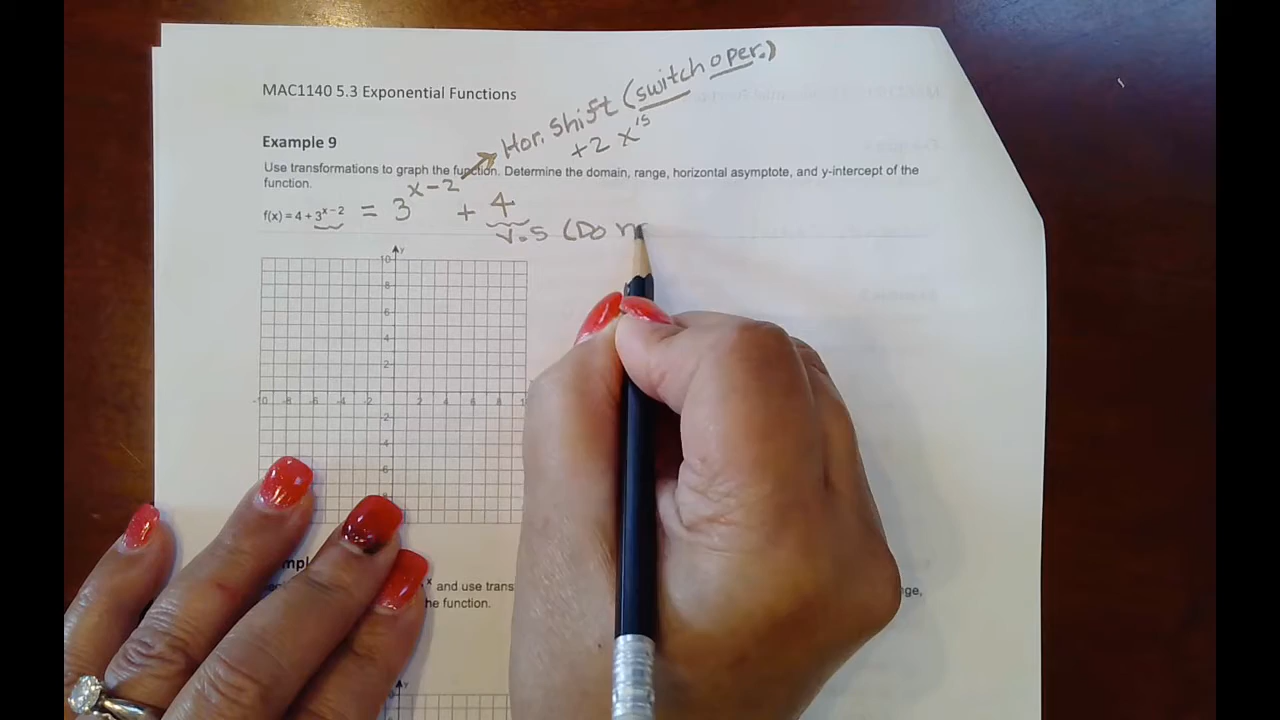 MAC1140 5.3 Exponential Functions
Hor. Shift (switch oper.)
+2 x's
Example 9
Use transformations to graph the function. Determine the domain, range, horizontal asymptote, and y-intercept of the
function.
f(x) = 4 + 3^x−2 = 3^x−2 + 4
V.S (Do
y
10
8
6
4
2
-10 -8 -6 -4 -2 2 4 6 8
-2
-4
-6
and use trans
he function.
y